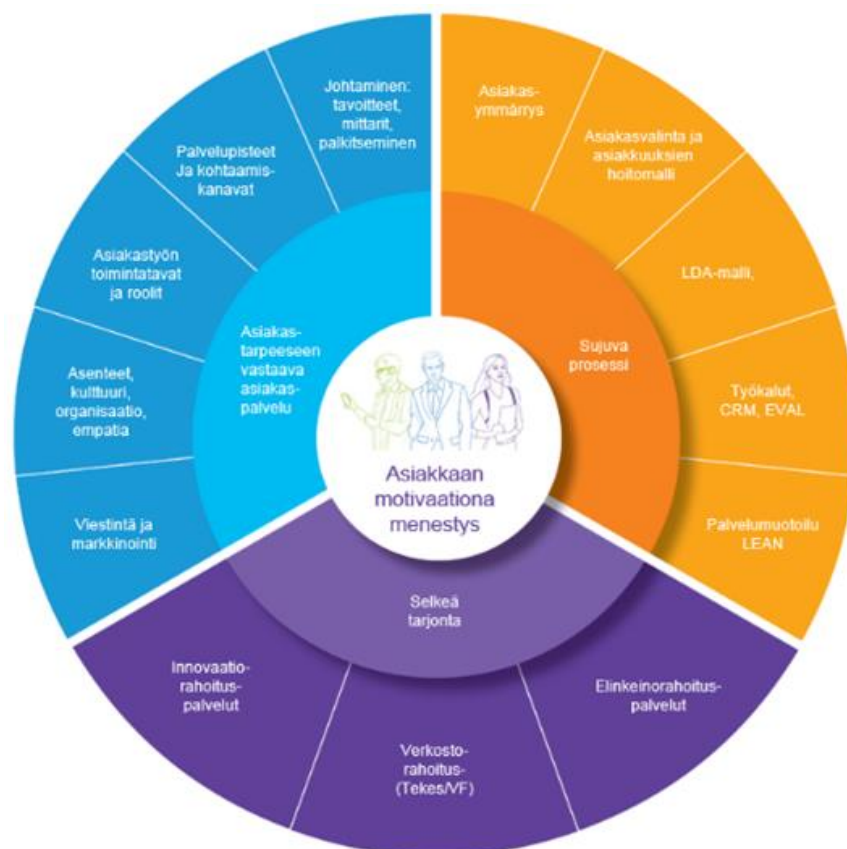 Johtaminen:
tavoitteet,
mittarit,
palkitseminen
Palvelupisteet
Ja kohtaamis-
kanavat
Asiakastyön
toimintatavat
ja roolit
Asenteet,
kulttuuri,
organisaatio,
empatia
Viestintä ja
markkinointi
Asiakas-
tarpeeseen
vastaava
asiakas-
palvelu
Asiakas-
ymmärrys
Asiakasvalinta ja
asiakkuuksien
hoitomalli
LDA-malli,
Työkalut,
CRM, EVAL
Palvelumuotoilu
LEAN
Sujuva
prosessi
Asiakkaan
motivaationa
menestys
Selkeä
tarjonta
Innovaatio-
rahoitus-
palvelut
Verkosto-
rahoitus-
(Tekes/VF)
Elinkeinorahoitus-
palvelut